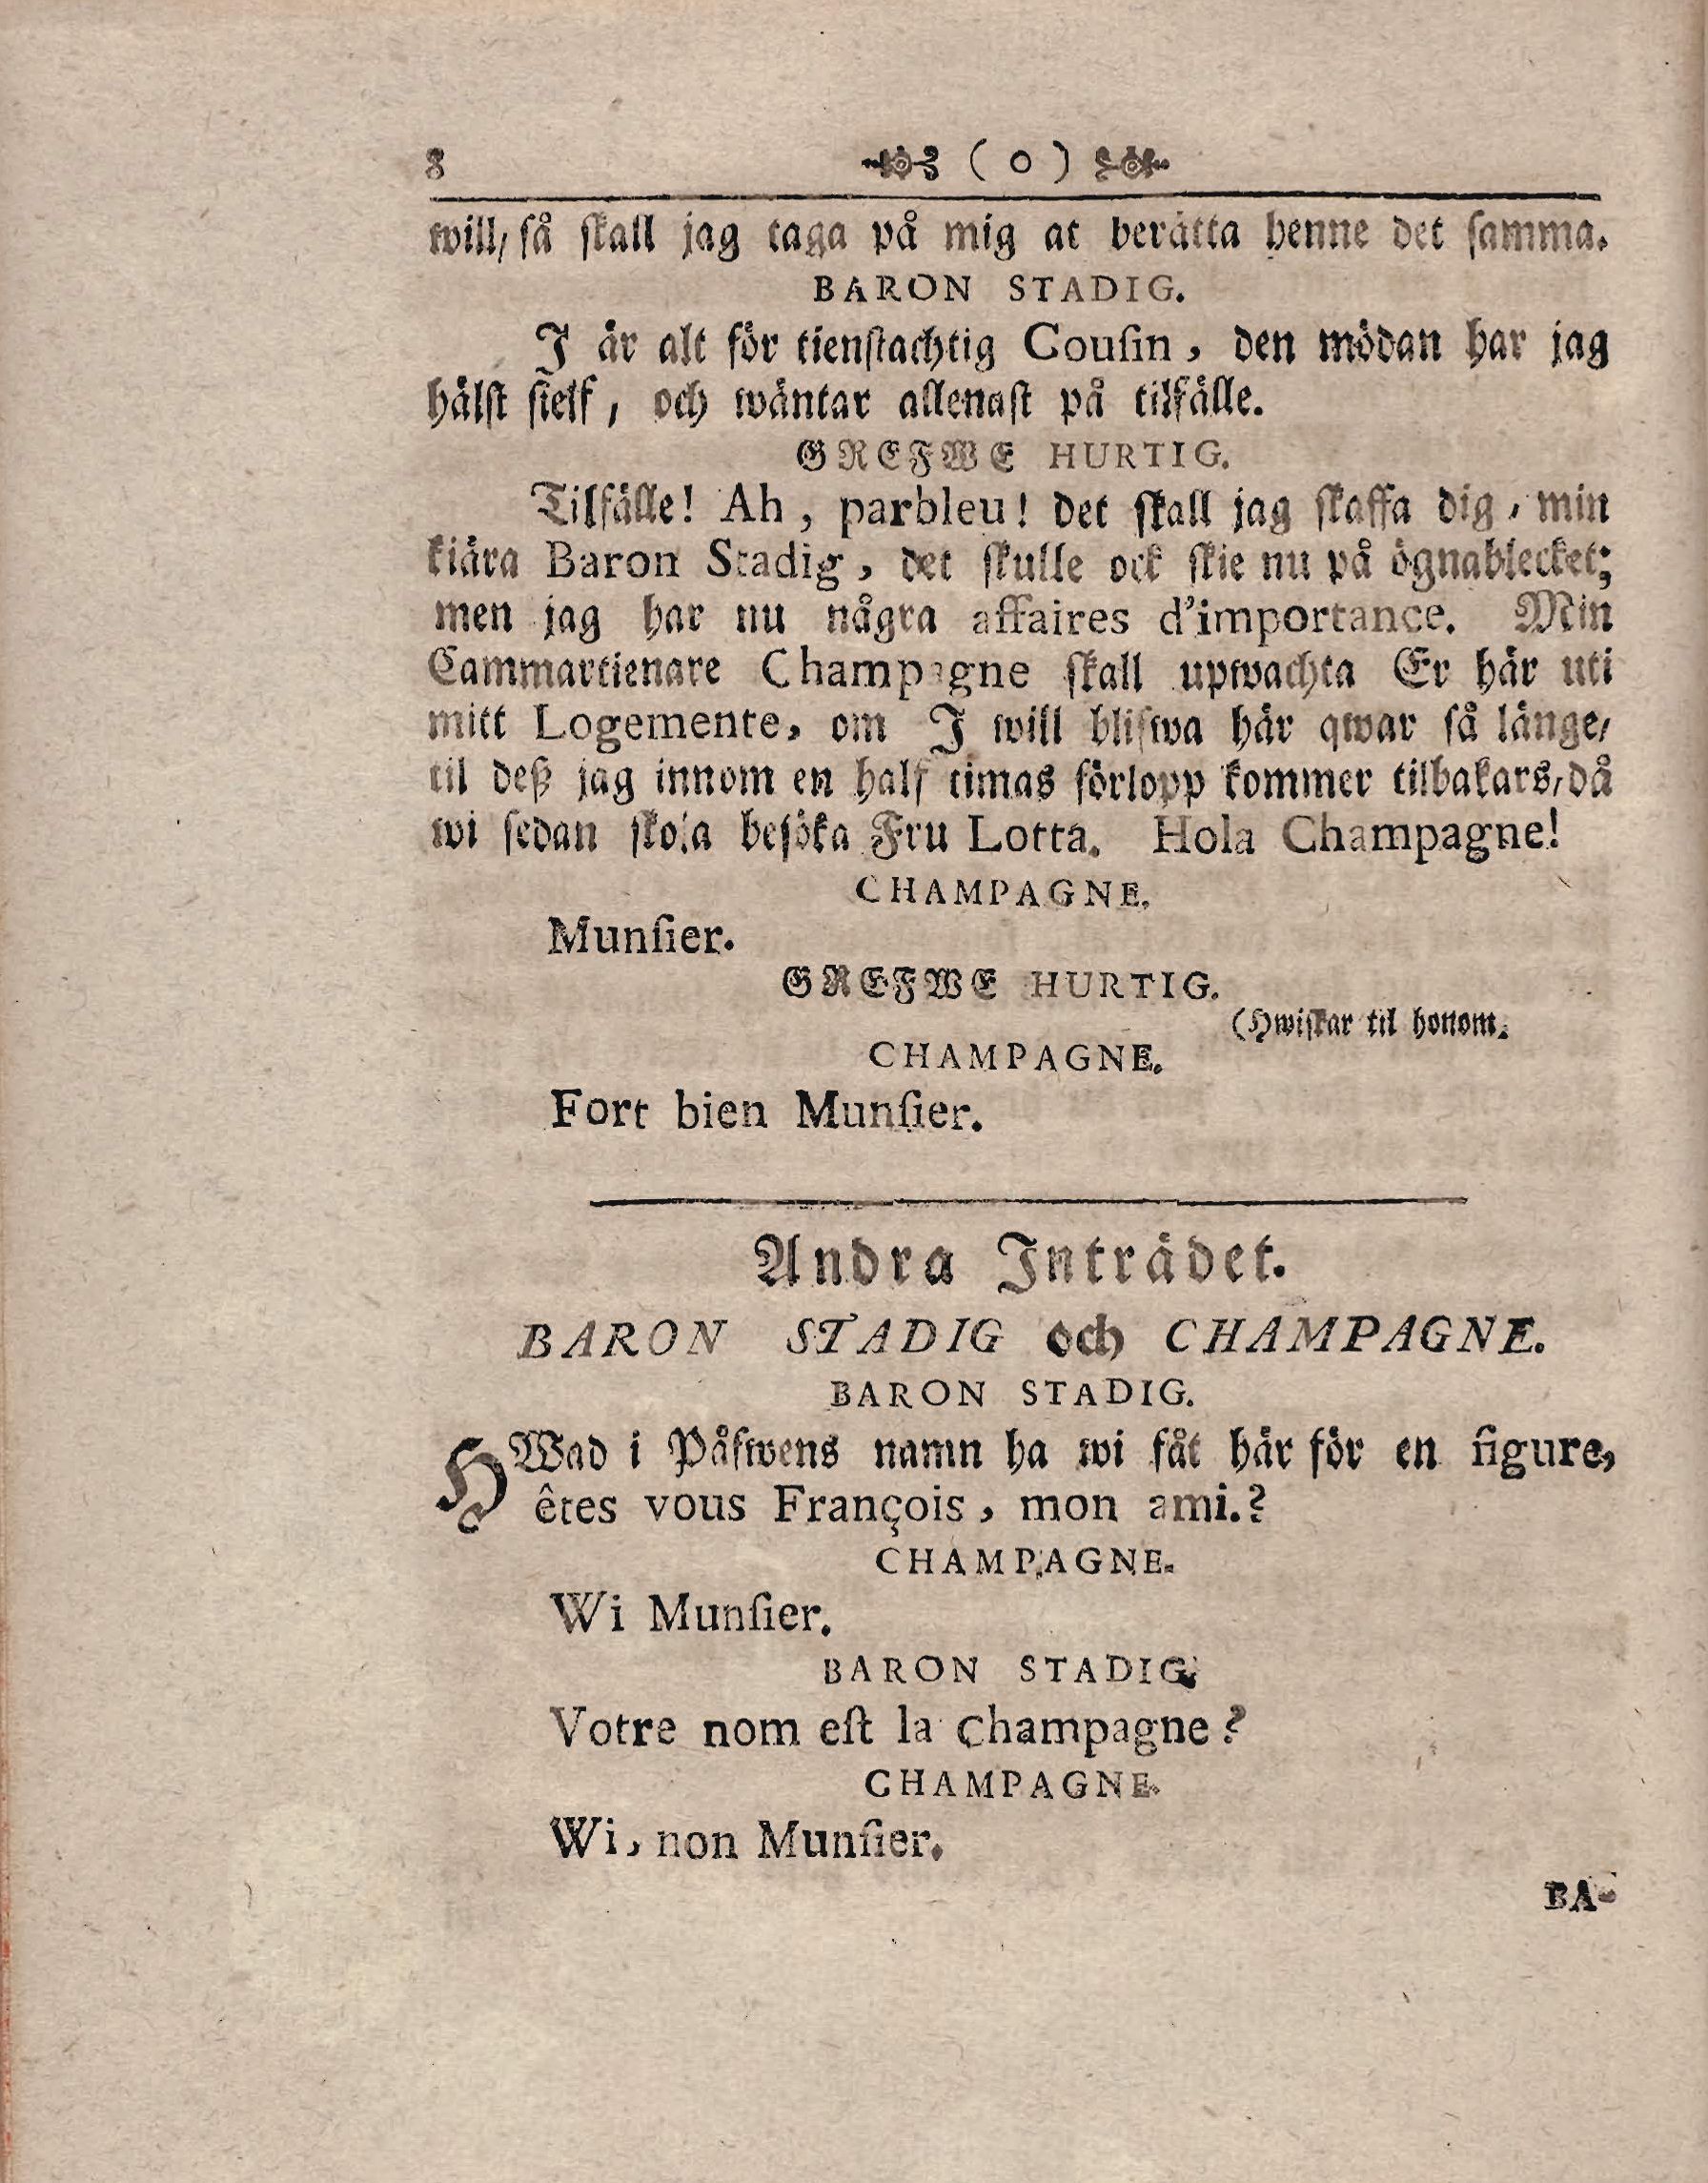 8 ( o )
will, så skall jag taga på mig at berätta henne det samma.
BARON STADIG.
I är alt för tienstachtig Cousin, den mödan har jag
hälst sielf, och wäntar allenast på tilfälle.
GREFWE HURTIG.
Tilfälle! Ah, parbleu! det skall jag skaffa dig, min
kiära Baron Stadig, det skulle ock skie nu på ögnablecket;
men jag har nu några affaires d'importance. Min
Cammartienare Champagne skall upwachta Er här uti
mitt Logemente, om I will blifwa här qwar så länge,
til deß jag innom en half timas förlopp kommer tilbakars, då
wi sedan skola besöka Fru Lotta. Hola Champagne!
CHAMPAGNE.
Munsier.
GREFWE HURTIG.
(Hwiskar til honom.
CHAMPAGNE.
Fort bien Munsier.
Andra Inträdet.
BARON STADIG och CHAMPAGNE.
BARON STADIG.
HWad i Påfwens namn ha wi fåt här för en figure,
êtes vous François, mon ami.?
CHAMPAGNE.
Wi Munsier.
BARON STADIG.
Votre nom est la Champagne?
CHAMPAGNE.
Wi, non Munsier.
BA-